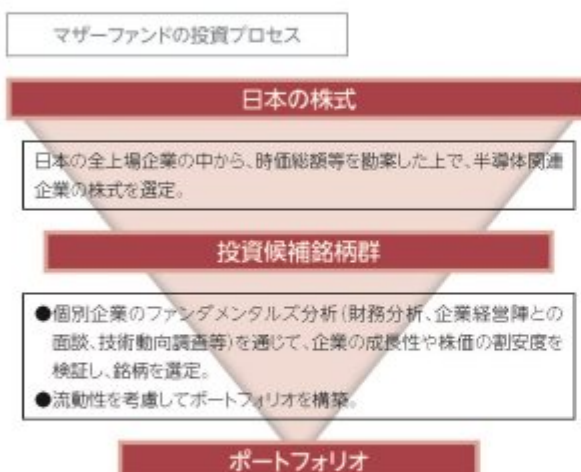 マザーファンドの投資プロセス
日本の株式
日本の全上場企業の中から、時価総額等を勘案した上で、半導体関連
企業の株式を選定。
投資候補銘柄群
●個別企業のファンダメンタルズ分析(財務分析、企業経営陣との
面談、技術動向調査等)を通じて、企業の成長性や株価の割安度を
検証し、銘柄を選定。
●流動性を考慮してポートフォリオを構築。
ポートフォリオ